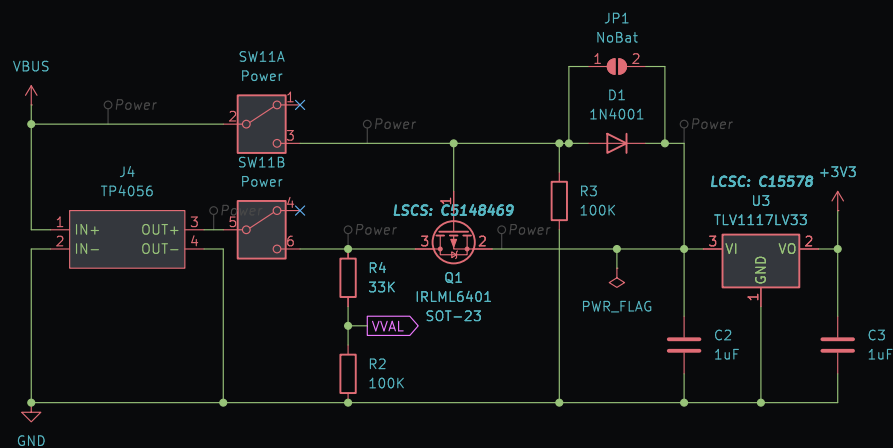 JP1
NoBat
1 2
SW11A
Power
VBUS
1
Power
2
Power
D1
1N4001
Power
3
SW11B
Power
J4
TP4056
LCSC: C15578
+3V3
U3
TLV1117LV33
R3
100K
1
LSCS: C5148469
4
1 IN+ OUT+ 3
Power
5
2 IN- OUT- 4
6
Power
3
2
Power
3 VI VO 2
GND
1
Q1
IRLML6401
SOT-23
R4
33K
PWR_FLAG
VVAL
C2
1uF
C3
1uF
R2
100K
GND